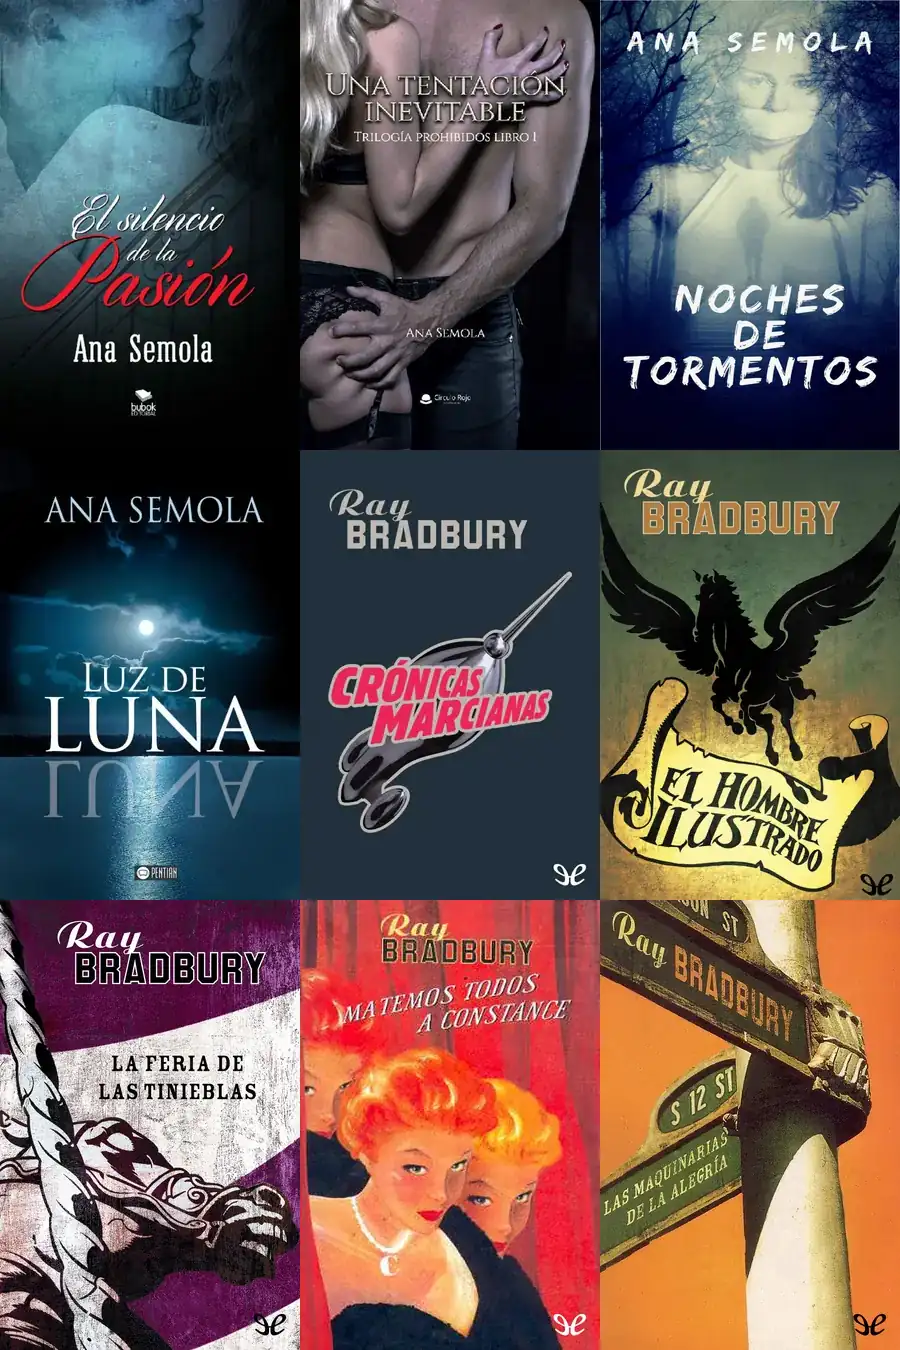 El silencio
de la
Pasión
Ana Semola
bubok
EDITORIAL
UNA TENTACIÓN
INEVITABLE
TRILOGÍA PROHIBIDOS LIBRO I
ANA SEMOLA
Círculo Rojo
ANA SEMOLA
NOCHES
DE
TORMENTOS
ANA SEMOLA
LUZ DE
LUNA
LUNA
PENTIAN
Ray
BRADBURY
CRÓNICAS
MARCIANAS
Ray
BRADBURY
EL HOMBRE
ILUSTRADO
Ray
BRADBURY
LA FERIA DE
LAS TINIEBLAS
Ray
BRADBURY
MATEMOS TODOS
A CONSTANCE
ST
Ray BRADBURY
S 12 ST
LAS MAQUINARIAS
DE LA ALEGRÍA